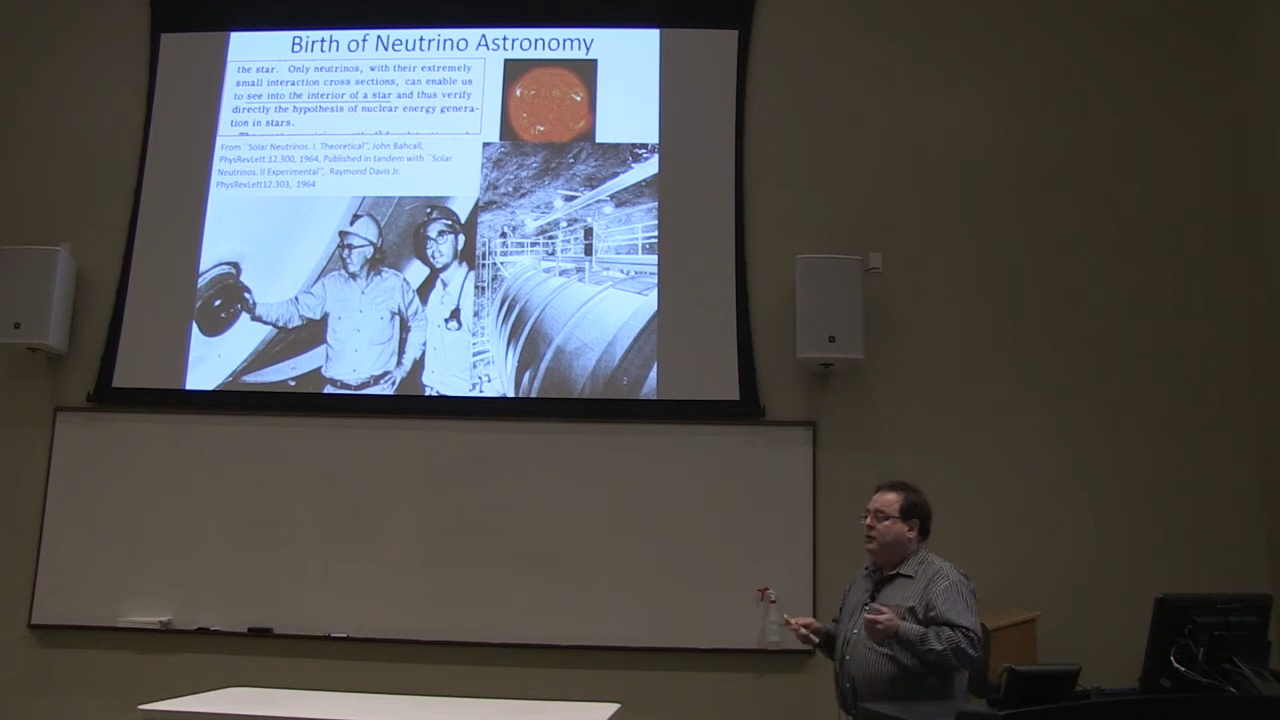 Birth of Neutrino Astronomy
the star. Only neutrinos, with their extremely
small interaction cross sections, can enable us
to see into the interior of a star and thus verify
directly the hypothesis of nuclear energy genera-
tion in stars.
From ``Solar Neutrinos. I. Theoretical'', John Bahcall,
PhysRevLett.12.300, 1964, Published in tandem with ``Solar
Neutrinos. II Experimental'', Raymond Davis Jr.
PhysRevLett12.303, 1964
2